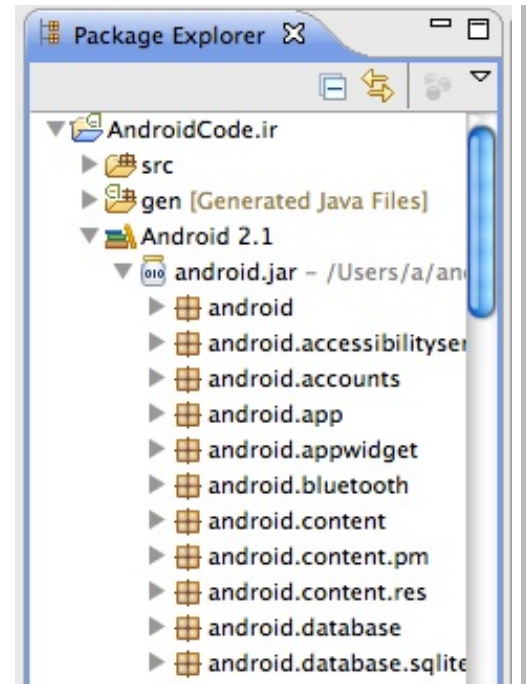 Package Explorer
AndroidCode.ir
src
gen [Generated Java Files]
Android 2.1
android.jar – /Users/a/an
android
android.accessibilityser
android.accounts
android.app
android.appwidget
android.bluetooth
android.content
android.content.pm
android.content.res
android.database
android.database.sqlite